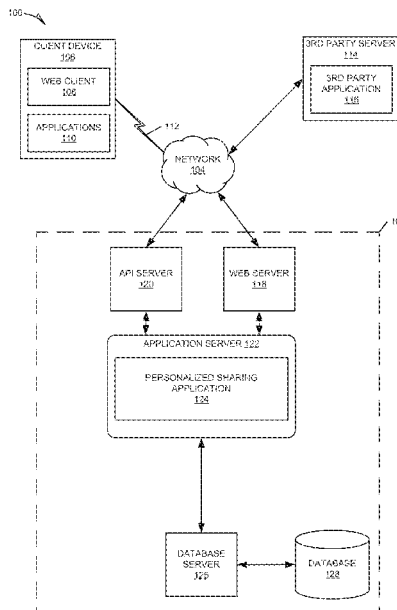 100
CLIENT DEVICE
106
WEB CLIENT
108
APPLICATIONS
110
112
3RD PARTY SERVER
114
3RD PARTY
APPLICATION
116
NETWORK
104
API SERVER
120
WEB SERVER
118
APPLICATION SERVER 122
PERSONALIZED SHARING
APPLICATION
124
DATABASE
SERVER
126
DATABASE
128